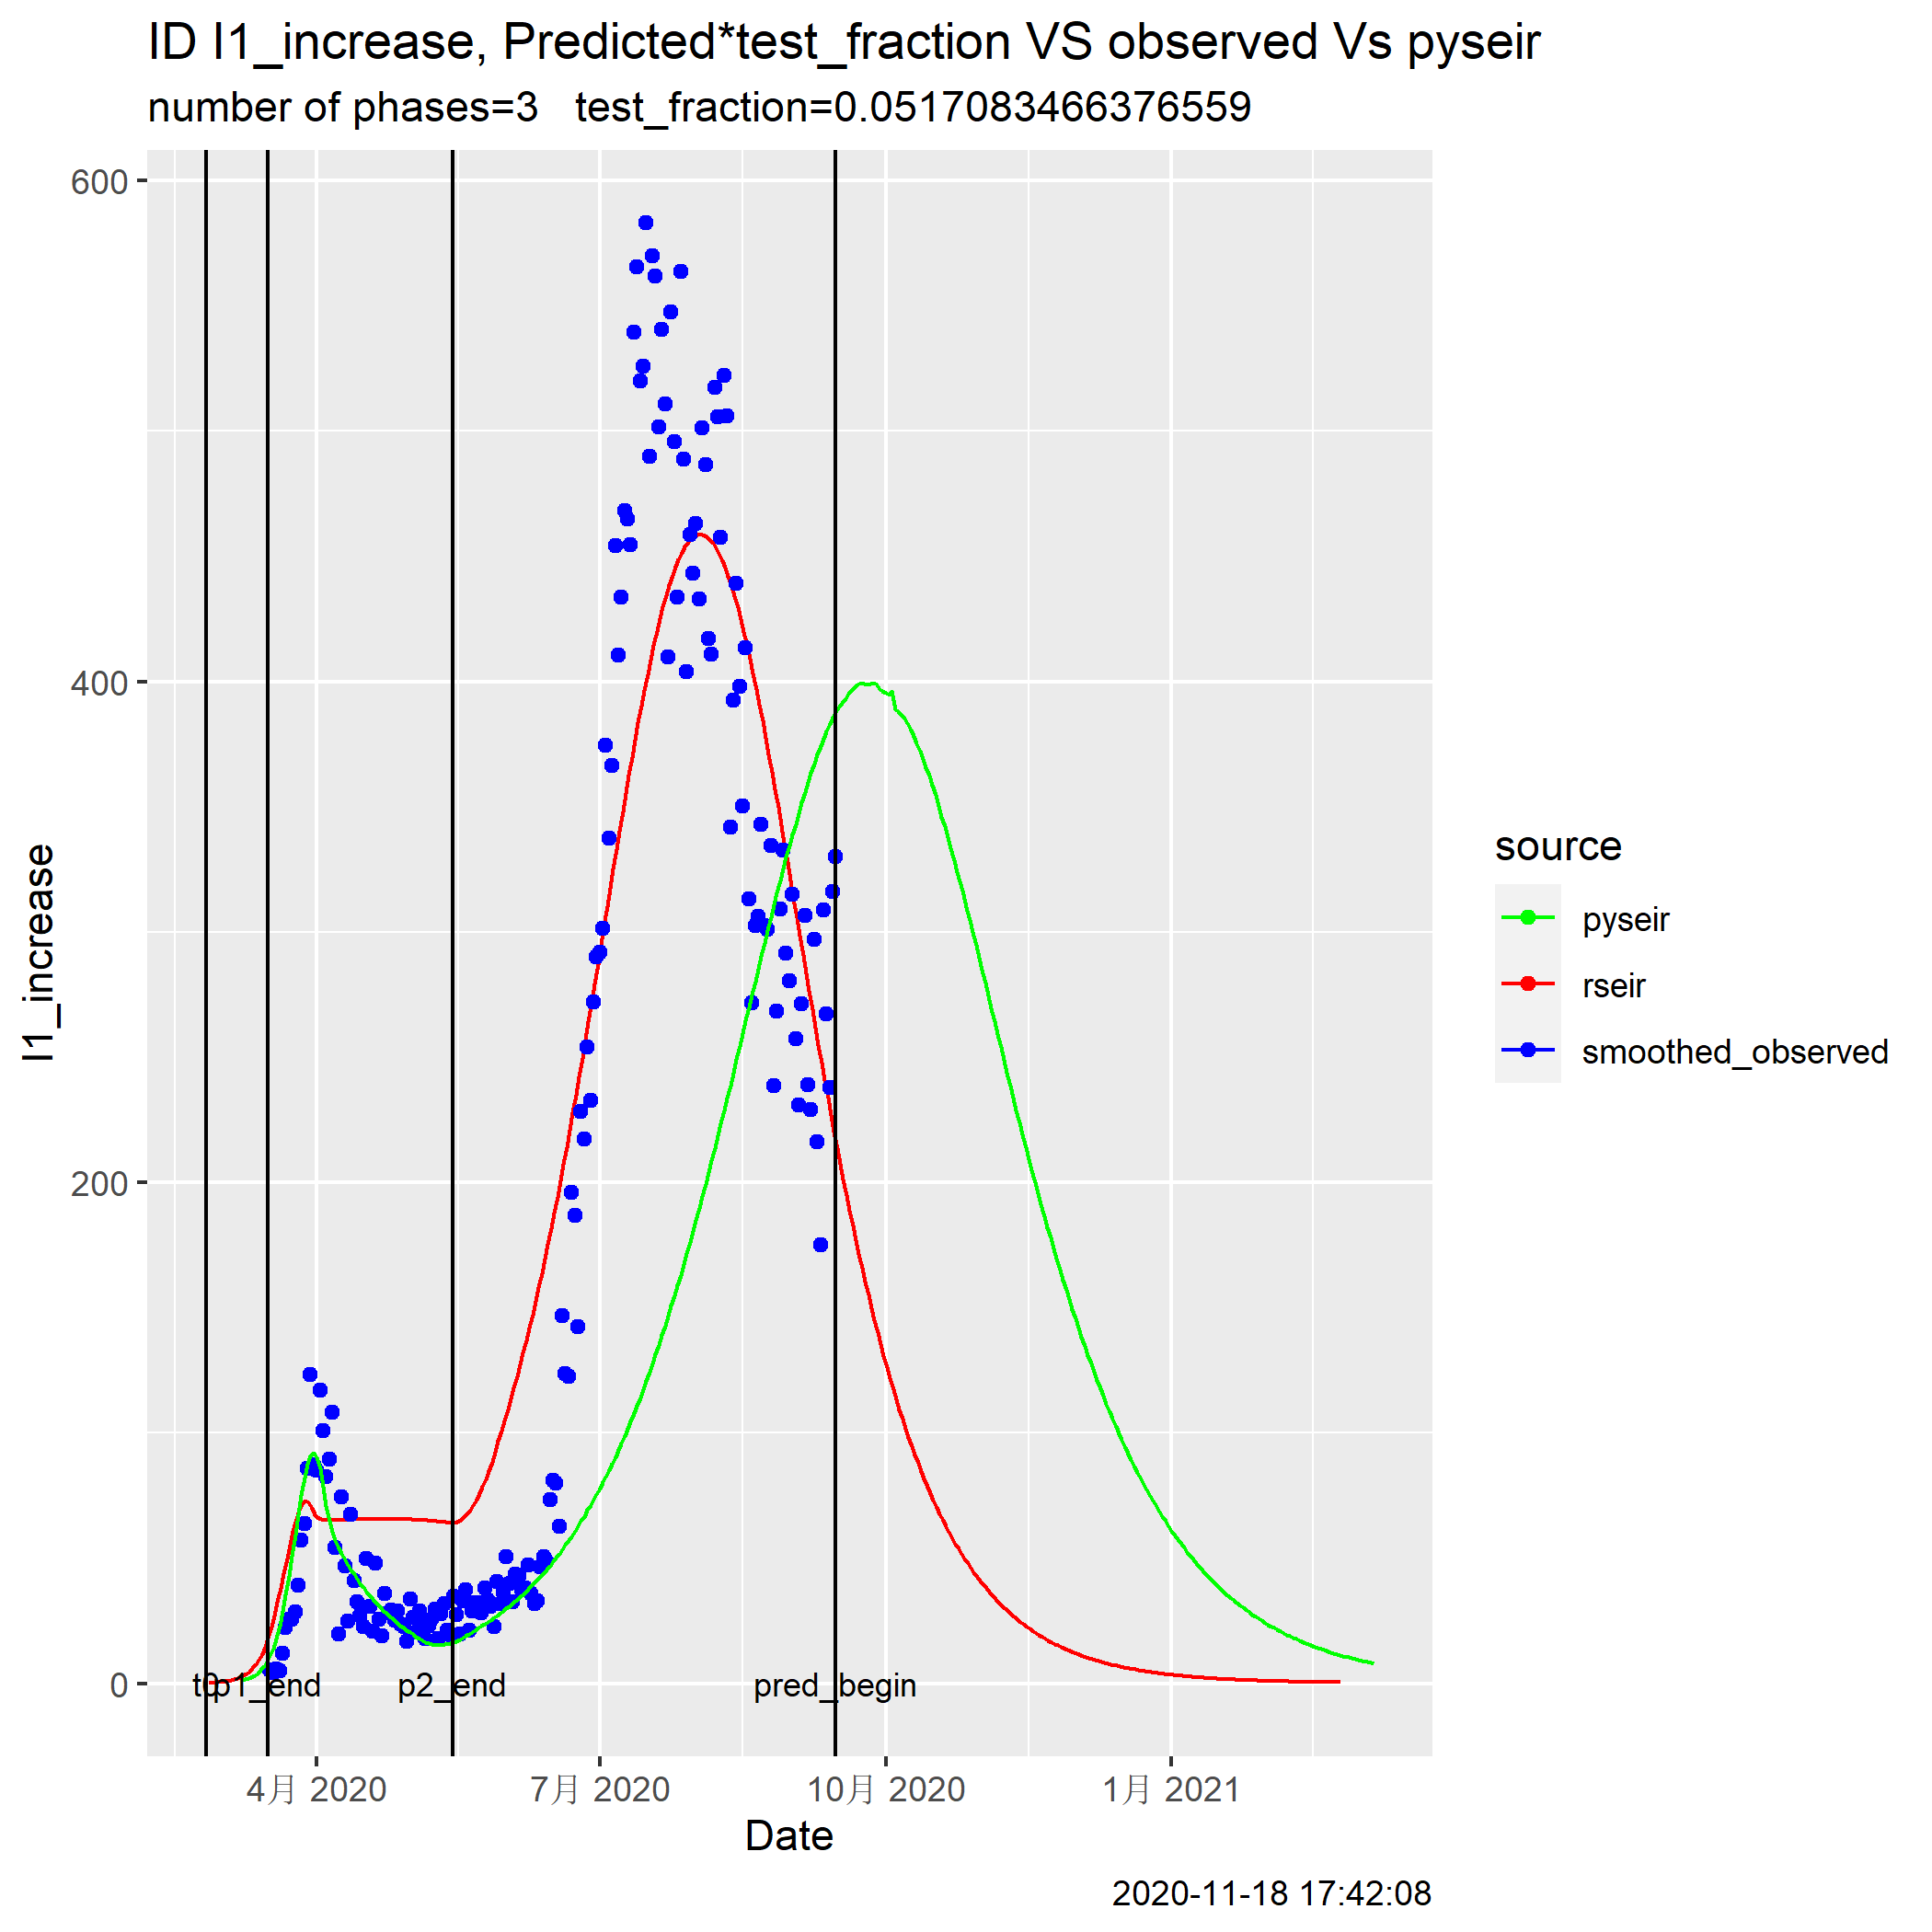 ID I1_increase, Predicted*test_fraction VS observed Vs pyseir
number of phases=3   test_fraction=0.0517083466376559
600
400
200
0
I1_increase
t0
p1_end
p2_end
pred_begin
4月 2020
7月 2020
10月 2020
1月 2021
Date
source
pyseir
rseir
smoothed_observed
2020-11-18 17:42:08